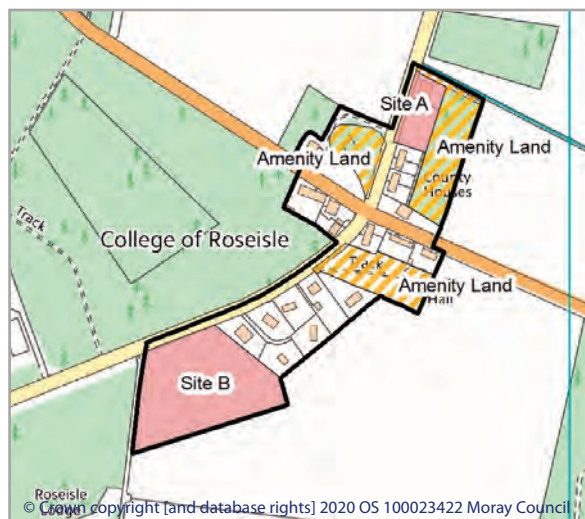 Site A
Amenity Land
Amenity Land
County
Houses
Track
College of Roseisle
Track
Amenity Land
Hall
Site B
Roseisle
Lodge
© Crown copyright [and database rights] 2020 OS 100023422 Moray Council